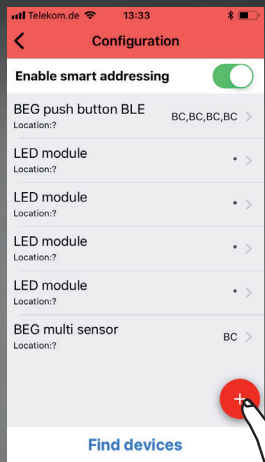 Telekom.de 13:33
Configuration
Enable smart addressing
BEG push button BLE BC,BC,BC,BC >
Location:?
LED module * >
Location:?
LED module * >
Location:?
LED module * >
Location:?
LED module * >
Location:?
BEG multi sensor BC >
Location:?
+
Find devices